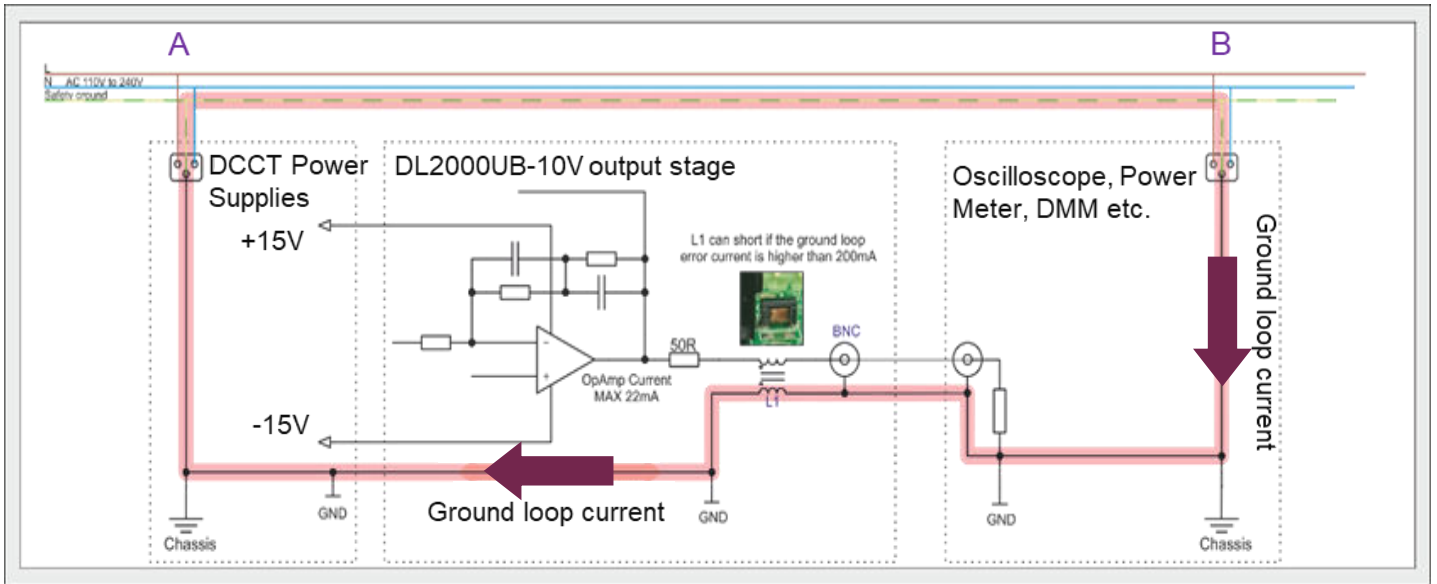 A
B
L
N AC 110V to 240V
Safety ground
DCCT Power
Supplies
+15V
-15V
GND
Chassis
DL2000UB-10V output stage
L1 can short if the ground loop
error current is higher than 200mA
BNC
50R
-
+
OpAmp Current
MAX 22mA
L1
Ground loop current
GND
Oscilloscope, Power
Meter, DMM etc.
Ground loop current
GND
Chassis